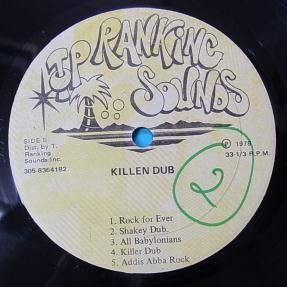 J.P RANKING
SOUNDS
SIDE II
Dist. by T.
Ranking
Sounds Inc.
305-8364182
℗ 1978
33-1/3 R.P.M.
KILLEN DUB
2
1. Rock for Ever
2. Shakey Dub.
3. All Babylonians
4. Killer Dub
5. Addis Abba Rock